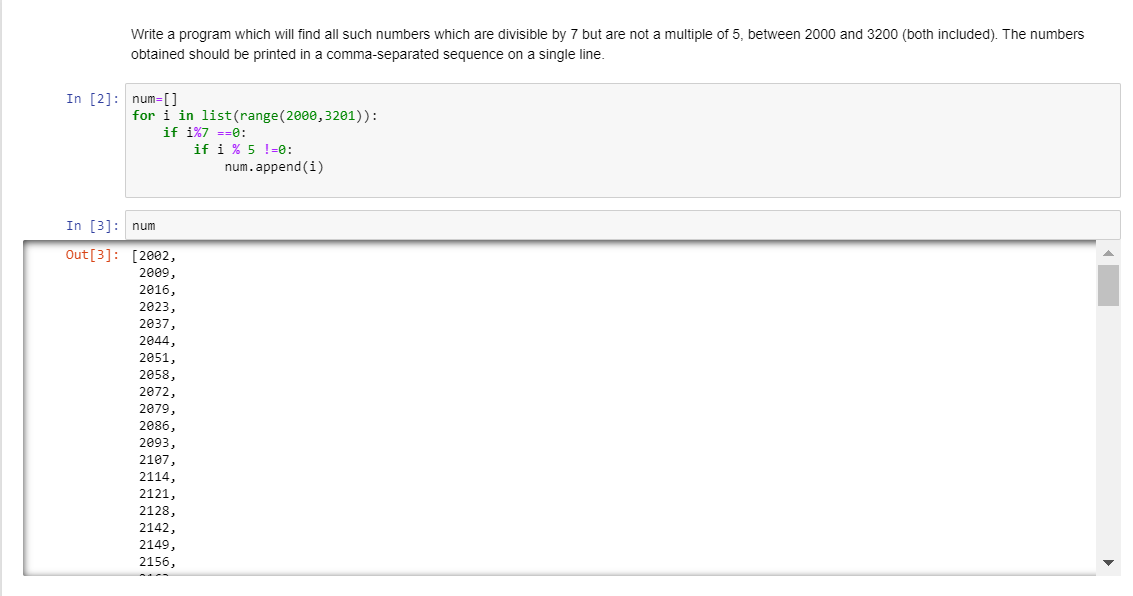 Write a program which will find all such numbers which are divisible by 7 but are not a multiple of 5, between 2000 and 3200 (both included). The numbers
obtained should be printed in a comma-separated sequence on a single line.
In [2]: num=[]
for i in list(range(2000,3201)):
    if i%7 ==0:
        if i % 5 !=0:
            num.append(i)
In [3]: num
Out[3]: [2002,
2009,
2016,
2023,
2037,
2044,
2051,
2058,
2072,
2079,
2086,
2093,
2107,
2114,
2121,
2128,
2142,
2149,
2156,